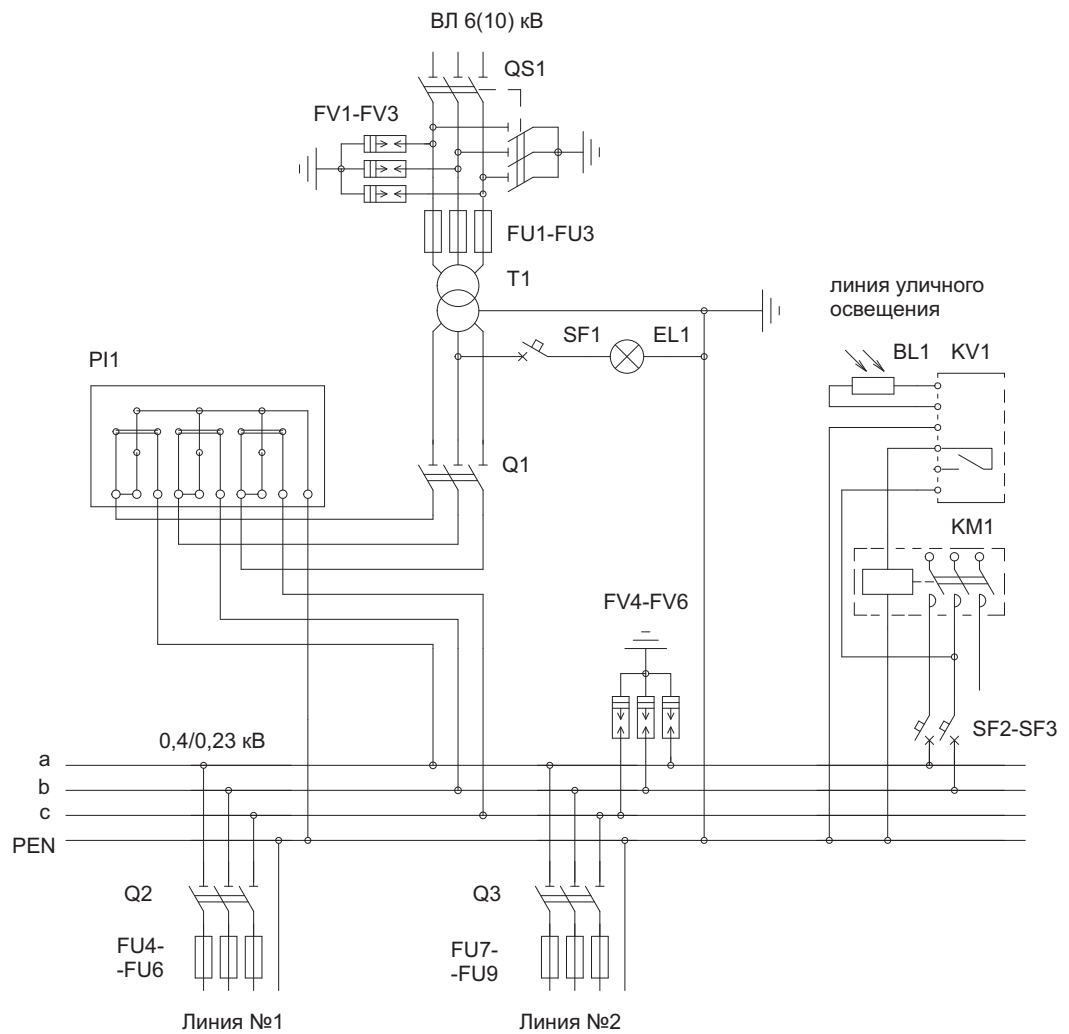 ВЛ 6(10) кВ
QS1
FV1-FV3
FU1-FU3
T1
линия уличного
освещения
SF1
EL1
BL1
KV1
PI1
Q1
KM1
FV4-FV6
SF2-SF3
0,4/0,23 кВ
a
b
c
PEN
Q2
Q3
FU4-
-FU6
FU7-
-FU9
Линия №1
Линия №2